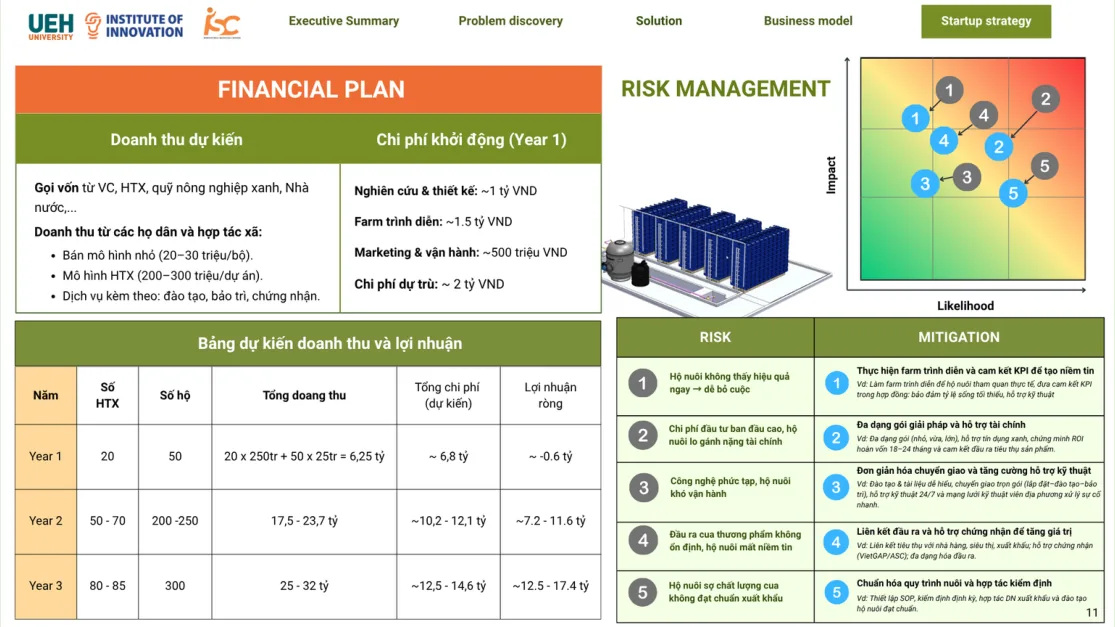 UEH
UNIVERSITY
INSTITUTE OF
INNOVATION
isc
Executive Summary
Problem discovery
Solution
Business model
Startup strategy
FINANCIAL PLAN
Doanh thu dự kiến
Chi phí khởi động (Year 1)
Gọi vốn từ VC, HTX, quỹ nông nghiệp xanh, Nhà
nước,...
Doanh thu từ các họ dân và hợp tác xã:
• Bán mô hình nhỏ (20–30 triệu/bộ).
• Mô hình HTX (200–300 triệu/dự án).
• Dịch vụ kèm theo: đào tạo, bảo trì, chứng nhận.
Nghiên cứu & thiết kế: ~1 tỷ VND
Farm trình diễn: ~1.5 tỷ VND
Marketing & vận hành: ~500 triệu VND
Chi phí dự trù: ~ 2 tỷ VND
Bảng dự kiến doanh thu và lợi nhuận
Năm
Số
HTX
Số hộ
Tổng doang thu
Tổng chi phí
(dự kiến)
Lợi nhuận
ròng
Year 1
20
50
20 x 250tr + 50 x 25tr = 6,25 tỷ
~ 6,8 tỷ
~ -0.6 tỷ
Year 2
50 - 70
200 -250
17,5 - 23,7 tỷ
~10,2 - 12,1 tỷ
~7.2 - 11.6 tỷ
Year 3
80 - 85
300
25 - 32 tỷ
~12,5 - 14,6 tỷ
~12.5 - 17.4 tỷ
RISK MANAGEMENT
Impact
1
2
1
4
4
2
5
3
3
5
Likelihood
RISK
MITIGATION
1
Hộ nuôi không thấy hiệu quả
ngay → dễ bỏ cuộc
1
Thực hiện farm trình diễn và cam kết KPI để tạo niềm tin
Vd: Làm farm trình diễn để hộ nuôi tham quan thực tế, đưa cam kết KPI
trong hợp đồng: bảo đảm tỷ lệ sống tối thiểu, hỗ trợ kỹ thuật
2
Chi phí đầu tư ban đầu cao, hộ
nuôi lo gánh nặng tài chính
2
Đa dạng gói giải pháp và hỗ trợ tài chính
Vd: Đa dạng gói (nhỏ, vừa, lớn), hỗ trợ tín dụng xanh, chứng minh ROI
hoàn vốn 18–24 tháng và cam kết đầu ra tiêu thụ sản phẩm.
3
Công nghệ phức tạp, hộ nuôi
khó vận hành
3
Đơn giản hóa chuyển giao và tăng cường hỗ trợ kỹ thuật
Vd: Đào tạo & tài liệu dễ hiểu, chuyển giao trọn gói (lắp đặt–đào tạo–bảo
trì), hỗ trợ kỹ thuật 24/7 và mạng lưới kỹ thuật viên địa phương xử lý sự cố
nhanh.
4
Đầu ra cua thương phẩm không
ổn định, hộ nuôi mất niềm tin
4
Liên kết đầu ra và hỗ trợ chứng nhận để tăng giá trị
Vd: Liên kết tiêu thụ với nhà hàng, siêu thị, xuất khẩu; hỗ trợ chứng nhận
(VietGAP/ASC); đa dạng hóa đầu ra.
5
Hộ nuôi sợ chất lượng cua
không đạt chuẩn xuất khẩu
5
Chuẩn hóa quy trình nuôi và hợp tác kiểm định
Vd: Thiết lập SOP, kiểm định định kỳ, hợp tác DN xuất khẩu và đào tạo
hộ nuôi đạt chuẩn.
11